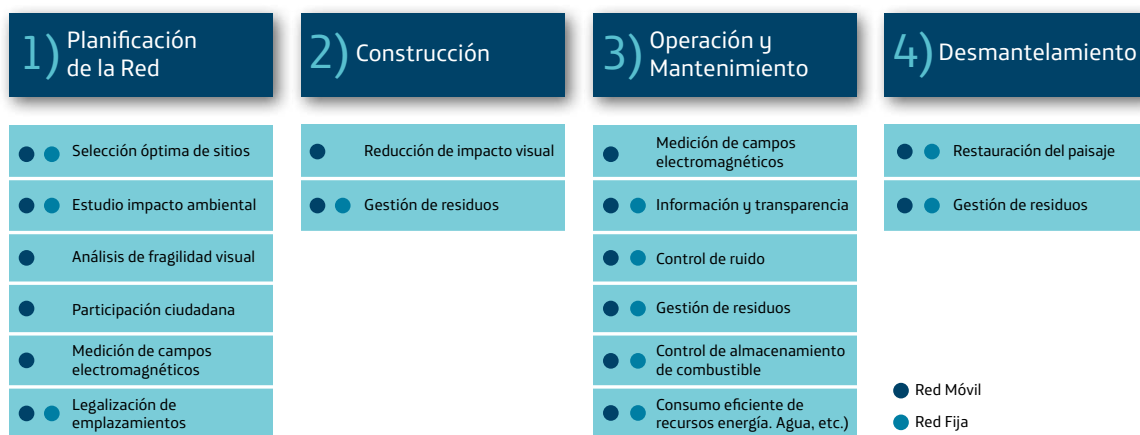 1) Planificación
de la Red
Selección óptima de sitios
Estudio impacto ambiental
Análisis de fragilidad visual
Participación ciudadana
Medición de campos
electromagnéticos
Legalización de
emplazamientos
2) Construcción
Reducción de impacto visual
Gestión de residuos
3) Operación y
Mantenimiento
Medición de campos
electromagnéticos
Información y transparencia
Control de ruido
Gestión de residuos
Control de almacenamiento
de combustible
Consumo eficiente de
recursos energía. Agua, etc.)
4) Desmantelamiento
Restauración del paisaje
Gestión de residuos
Red Móvil
Red Fija